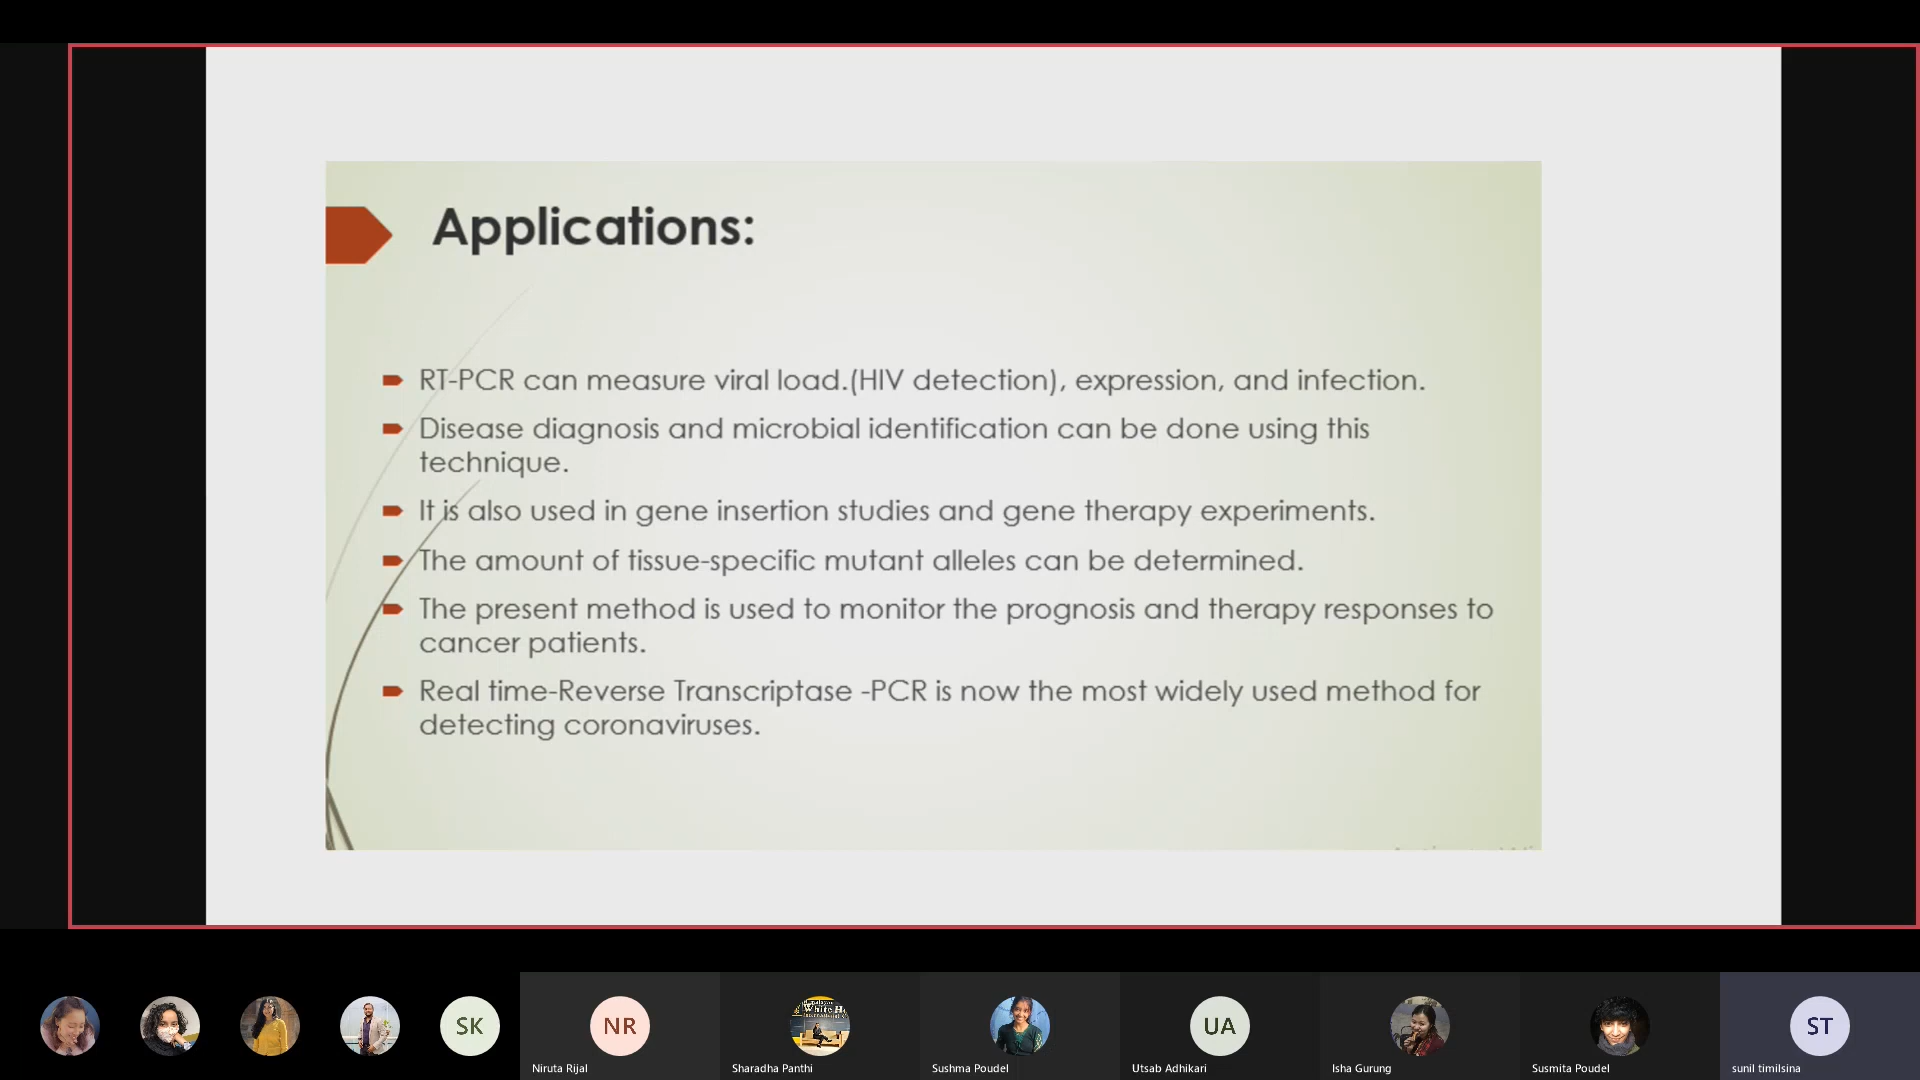 Applications:
RT-PCR can measure viral load.(HIV detection), expression, and infection.
Disease diagnosis and microbial identification can be done using this
technique.
It is also used in gene insertion studies and gene therapy experiments.
The amount of tissue-specific mutant alleles can be determined.
The present method is used to monitor the prognosis and therapy responses to
cancer patients.
Real time-Reverse Transcriptase -PCR is now the most widely used method for
detecting coronaviruses.
SK
NR
White H
UA
ST
Niruta Rijal
Sharadha Panthi
Sushma Poudel
Utsab Adhikari
Isha Gurung
Susmita Poudel
sunil timilsina